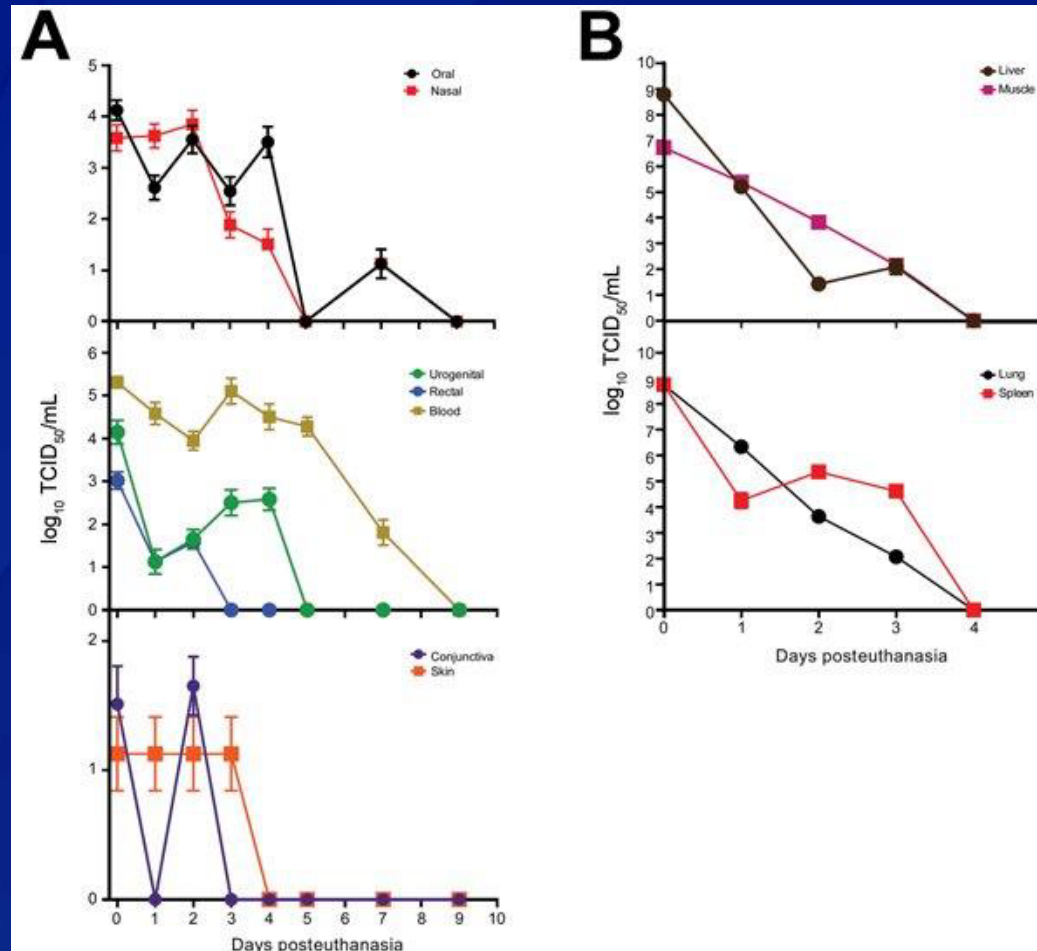 A
5
4
3
2
1
0
Oral
Nasal
log10 TCID50/mL
6
5
4
3
2
1
0
Urogenital
Rectal
Blood
2
1
0
Conjunctiva
Skin
0 1 2 3 4 5 6 7 8 9 10
Days posteuthanasia
B
10
9
8
7
6
5
4
3
2
1
0
Liver
Muscle
log10 TCID50/mL
10
9
8
7
6
5
4
3
2
1
0
Lung
Spleen
0 1 2 3 4
Days posteuthanasia